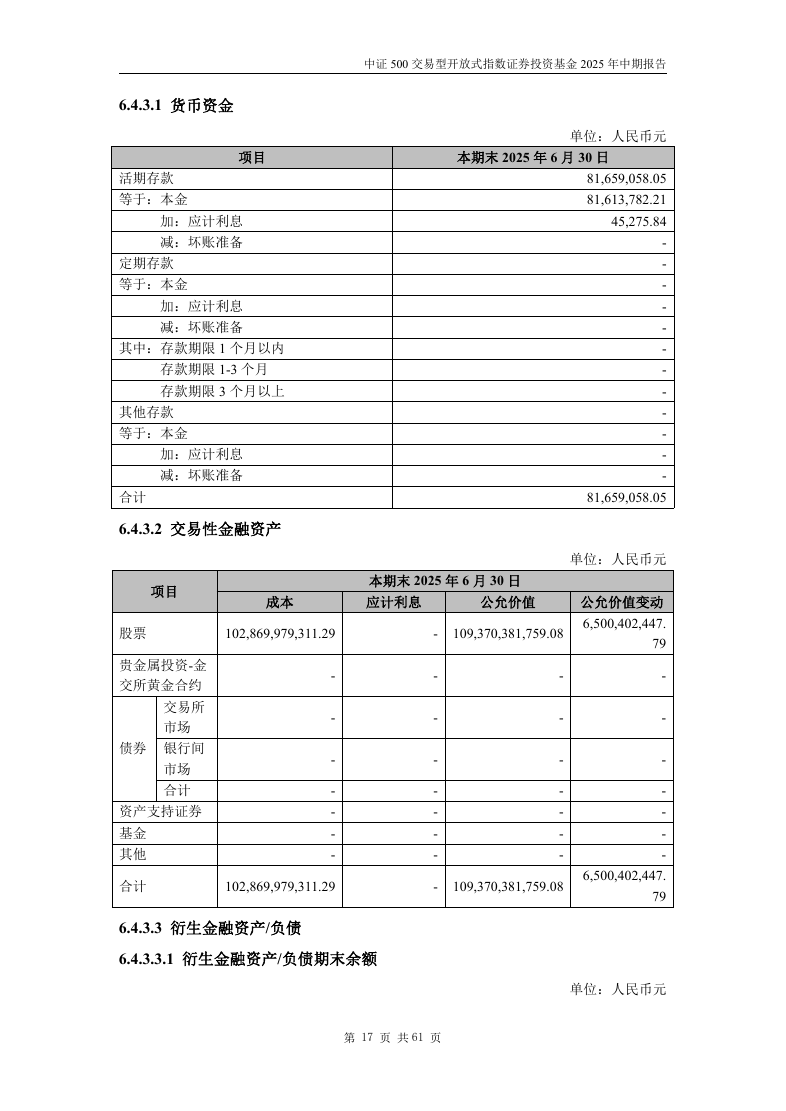 中证 500 交易型开放式指数证券投资基金 2025 年中期报告
6.4.3.1 货币资金
单位：人民币元
项目 本期末 2025 年 6 月 30 日
活期存款 81,659,058.05
等于：本金 81,613,782.21
加：应计利息 45,275.84
减：坏账准备 -
定期存款 -
等于：本金 -
加：应计利息 -
减：坏账准备 -
其中：存款期限 1 个月以内 -
存款期限 1-3 个月 -
存款期限 3 个月以上 -
其他存款 -
等于：本金 -
加：应计利息 -
减：坏账准备 -
合计 81,659,058.05
6.4.3.2 交易性金融资产
单位：人民币元
项目 本期末 2025 年 6 月 30 日
成本 应计利息 公允价值 公允价值变动
股票 102,869,979,311.29 - 109,370,381,759.08 6,500,402,447.
79
贵金属投资-金
交所黄金合约 - - - -
债券 交易所
市场 - - - -
银行间
市场 - - - -
合计 - - - -
资产支持证券 - - - -
基金 - - - -
其他 - - - -
合计 102,869,979,311.29 - 109,370,381,759.08 6,500,402,447.
79
6.4.3.3 衍生金融资产/负债
6.4.3.3.1 衍生金融资产/负债期末余额
单位：人民币元
第 17 页 共 61 页